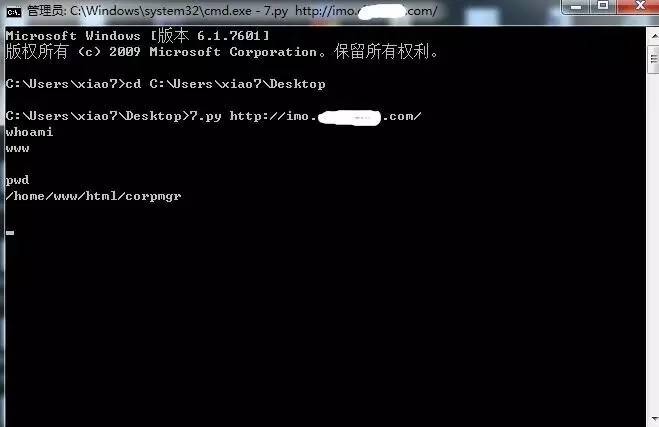 管理员: C:\Windows\system32\cmd.exe - 7.py http://imo. .com/
Microsoft Windows [版本 6.1.7601]
版权所有 (c) 2009 Microsoft Corporation。保留所有权利。
C:\Users\xiao7>cd C:\Users\xiao7\Desktop
C:\Users\xiao7\Desktop>7.py http://imo. .com/
whoami
www
pwd
/home/www/html/corpmgr